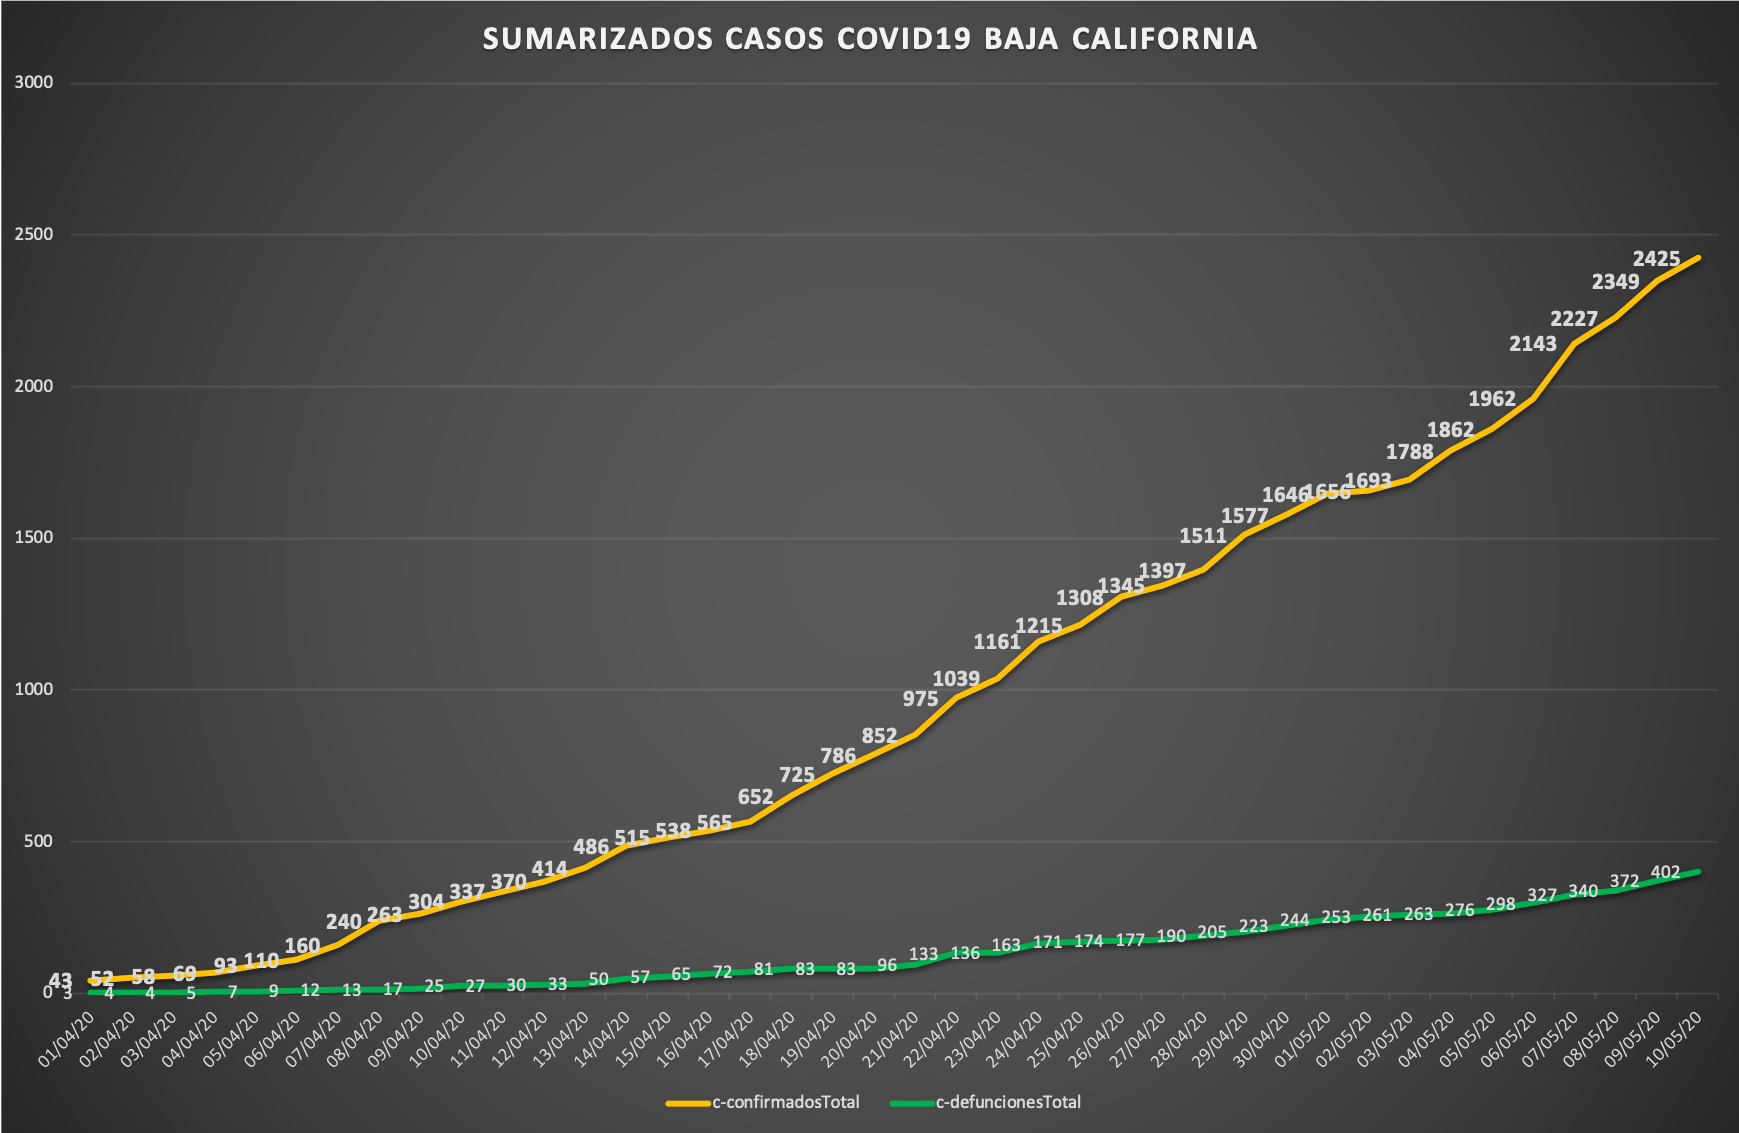 SUMARIZADOS CASOS COVID19 BAJA CALIFORNIA
3000
2500
2000
1500
1000
500
0
43 52 58 69 93 110 160 240 263 304 337 370 414 486 515 538 565 652 725 786 852 975 1039 1161 1215 1308 1345 1397 1511 1577 1646 1656 1693 1788 1862 1962 2143 2227 2349 2425
3 4 4 5 7 9 12 13 17 25 27 30 33 50 57 65 72 81 83 83 96 133 136 163 171 174 177 190 205 223 244 253 261 263 276 298 327 340 372 402
01/04/20 02/04/20 03/04/20 04/04/20 05/04/20 06/04/20 07/04/20 08/04/20 09/04/20 10/04/20 11/04/20 12/04/20 13/04/20 14/04/20 15/04/20 16/04/20 17/04/20 18/04/20 19/04/20 20/04/20 21/04/20 22/04/20 23/04/20 24/04/20 25/04/20 26/04/20 27/04/20 28/04/20 29/04/20 30/04/20 01/05/20 02/05/20 03/05/20 04/05/20 05/05/20 06/05/20 07/05/20 08/05/20 09/05/20 10/05/20
c-confirmadosTotal c-defuncionesTotal